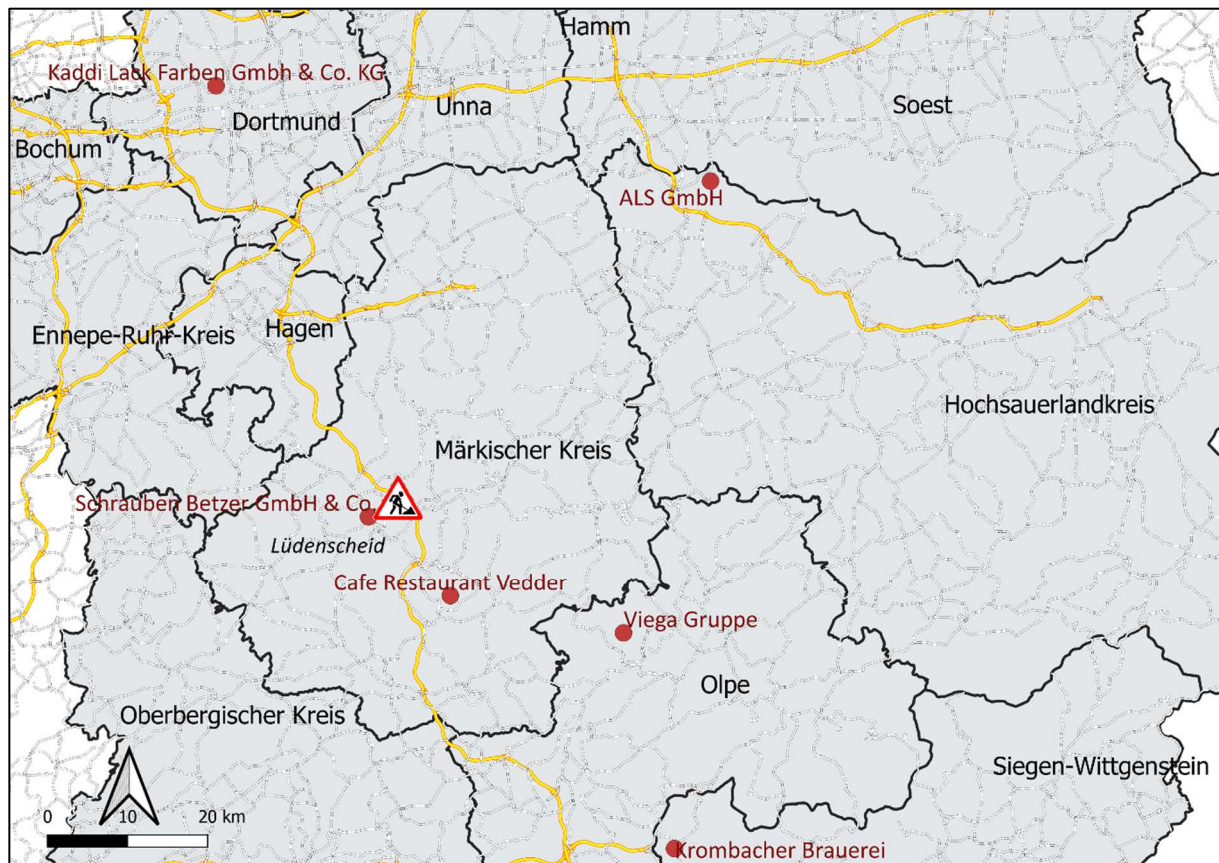 Hamm
Kaddi Lack Farben Gmbh & Co. KG
Unna
Soest
Dortmund
Bochum
ALS GmbH
Ennepe-Ruhr-Kreis
Hagen
Hochsauerlandkreis
Märkischer Kreis
Schrauben Betzer GmbH & Co.
Lüdenscheid
Cafe Restaurant Vedder
Viega Gruppe
Olpe
Oberbergischer Kreis
Siegen-Wittgenstein
0 10 20 km
Krombacher Brauerei